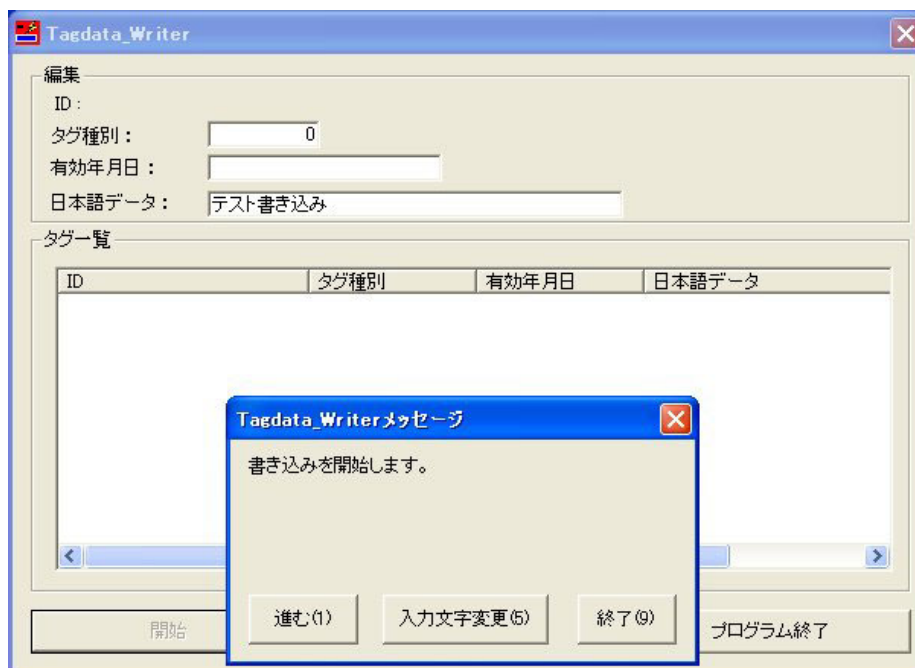 Tagdata_Writer
編集
ID :
タグ種別： 0
有効年月日：
日本語データ： テスト書き込み
タグ一覧
ID タグ種別 有効年月日 日本語データ
Tagdata_Writerメッセージ
書き込みを開始します。
進む(1) 入力文字変更(5) 終了(9)
開始 プログラム終了